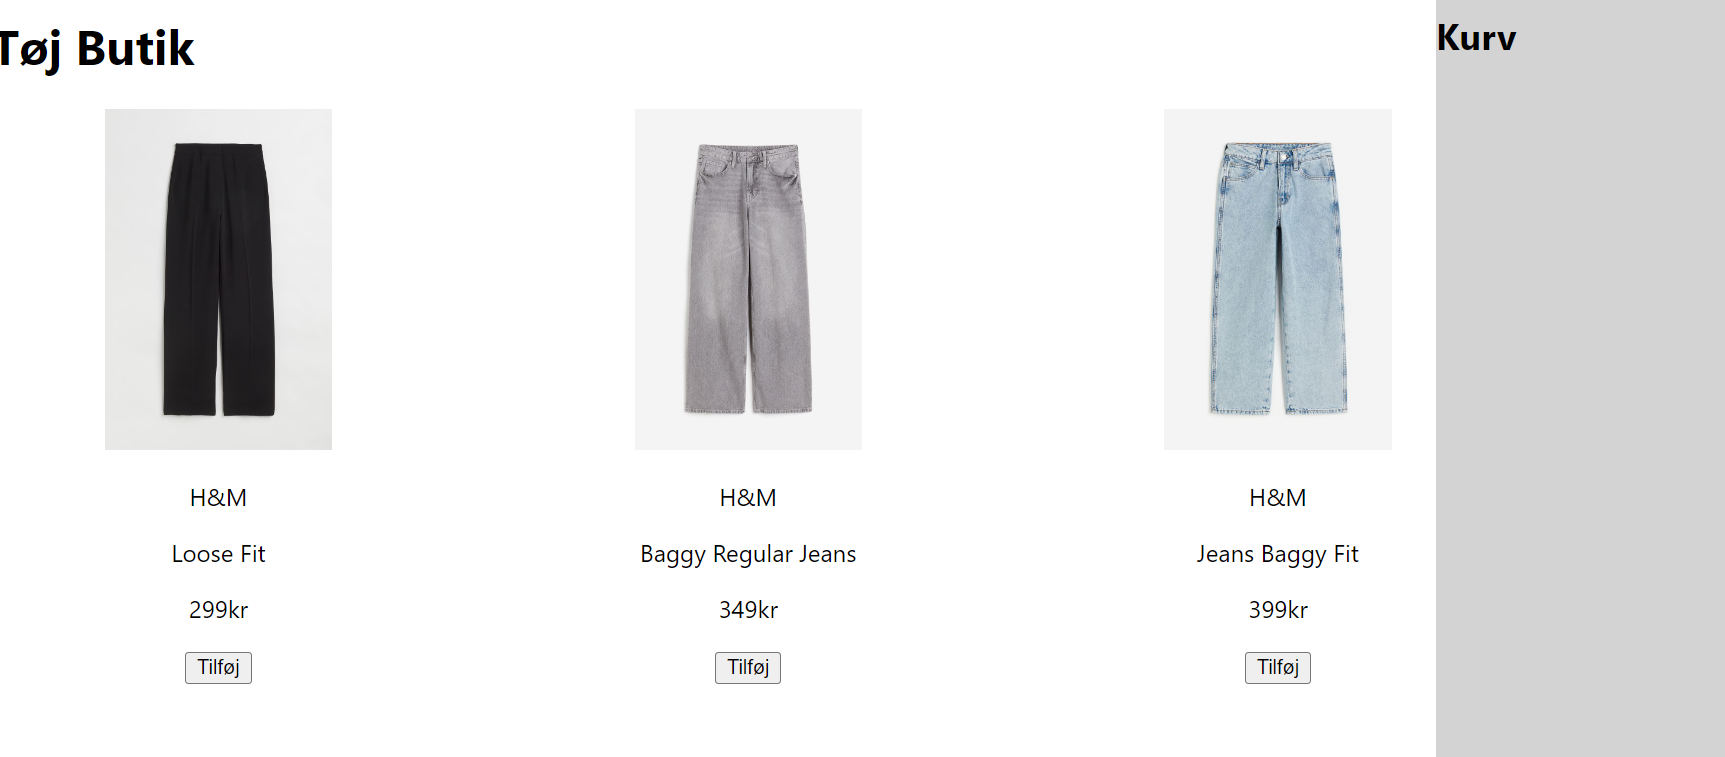 Tøj Butik
Kurv
H&M
Loose Fit
299kr
Tilføj
H&M
Baggy Regular Jeans
349kr
Tilføj
H&M
Jeans Baggy Fit
399kr
Tilføj